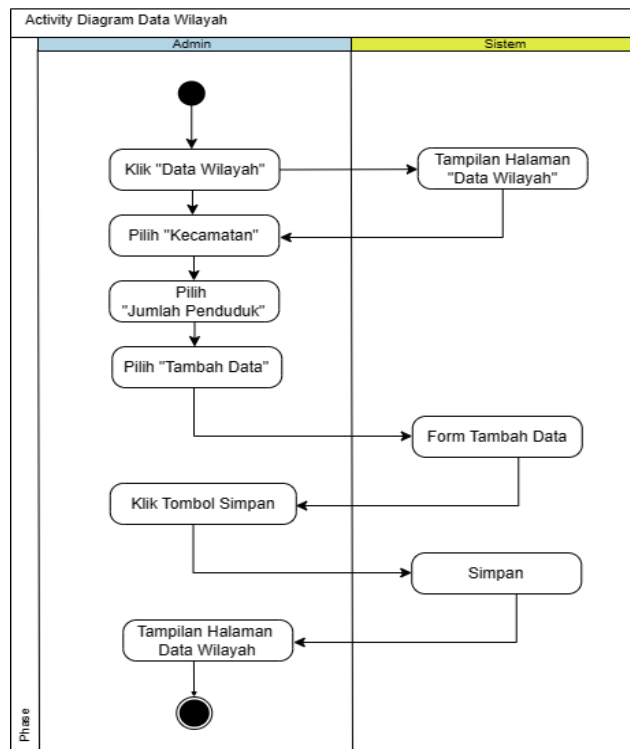 Activity Diagram Data Wilayah
Admin
Sistem
Klik "Data Wilayah"
Tampilan Halaman
"Data Wilayah"
Pilih "Kecamatan"
Pilih
"Jumlah Penduduk"
Pilih "Tambah Data"
Form Tambah Data
Klik Tombol Simpan
Simpan
Tampilan Halaman
Data Wilayah
Phase